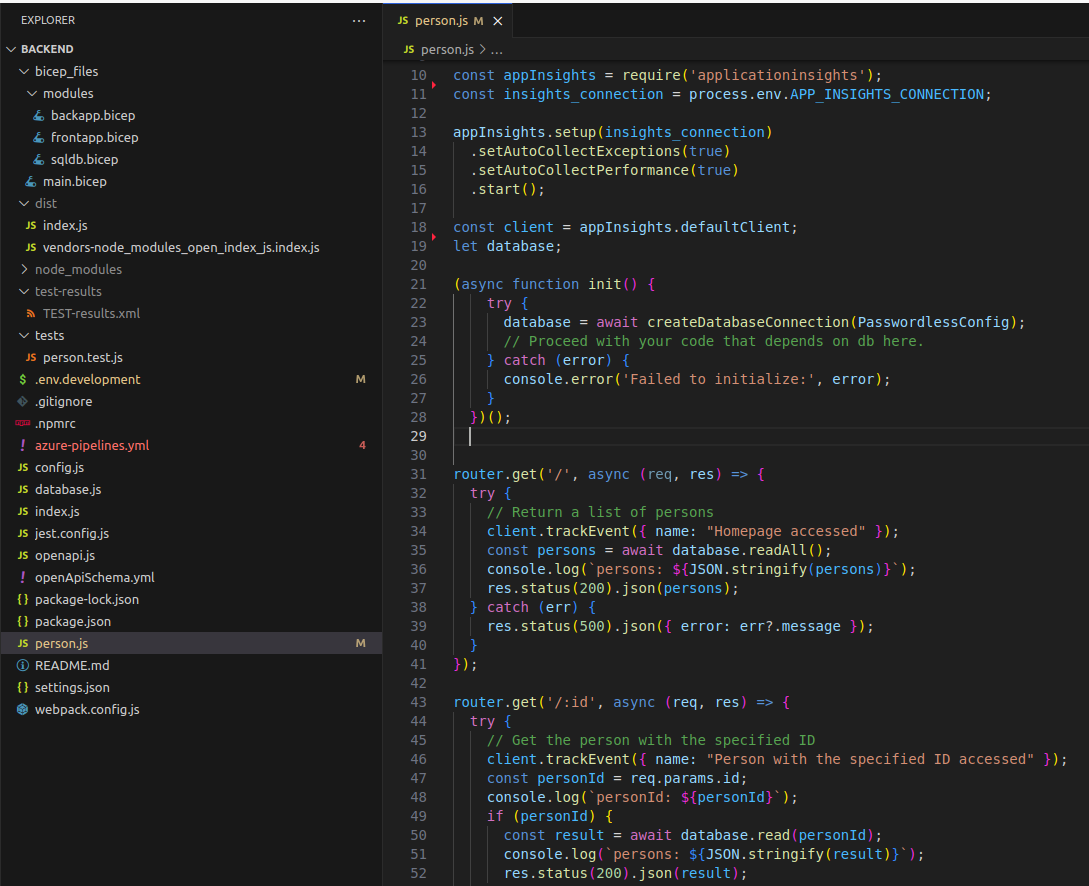 EXPLORER ...
BACKEND
bicep_files
modules
backapp.bicep
frontapp.bicep
sqldb.bicep
main.bicep
dist
JS index.js
JS vendors-node_modules_open_index_js.index.js
node_modules
test-results
TEST-results.xml
tests
JS person.test.js
$ .env.development M
.gitignore
npm .npmrc
! azure-pipelines.yml 4
JS config.js
JS database.js
JS index.js
JS jest.config.js
JS openapi.js
! openApiSchema.yml
{} package-lock.json
{} package.json
JS person.js M
README.md
{} settings.json
webpack.config.js
JS person.js M ×
JS person.js > ...
10 const appInsights = require('applicationinsights');
11 const insights_connection = process.env.APP_INSIGHTS_CONNECTION;
12
13 appInsights.setup(insights_connection)
14 .setAutoCollectExceptions(true)
15 .setAutoCollectPerformance(true)
16 .start();
17
18 const client = appInsights.defaultClient;
19 let database;
20
21 (async function init() {
22 try {
23 database = await createDatabaseConnection(PasswordlessConfig);
24 // Proceed with your code that depends on db here.
25 } catch (error) {
26 console.error('Failed to initialize:', error);
27 }
28 })();
29
30
31 router.get('/', async (req, res) => {
32 try {
33 // Return a list of persons
34 client.trackEvent({ name: "Homepage accessed" });
35 const persons = await database.readAll();
36 console.log(`persons: ${JSON.stringify(persons)}`);
37 res.status(200).json(persons);
38 } catch (err) {
39 res.status(500).json({ error: err?.message });
40 }
41 });
42
43 router.get('/:id', async (req, res) => {
44 try {
45 // Get the person with the specified ID
46 client.trackEvent({ name: "Person with the specified ID accessed" });
47 const personId = req.params.id;
48 console.log(`personId: ${personId}`);
49 if (personId) {
50 const result = await database.read(personId);
51 console.log(`persons: ${JSON.stringify(result)}`);
52 res.status(200).json(result);